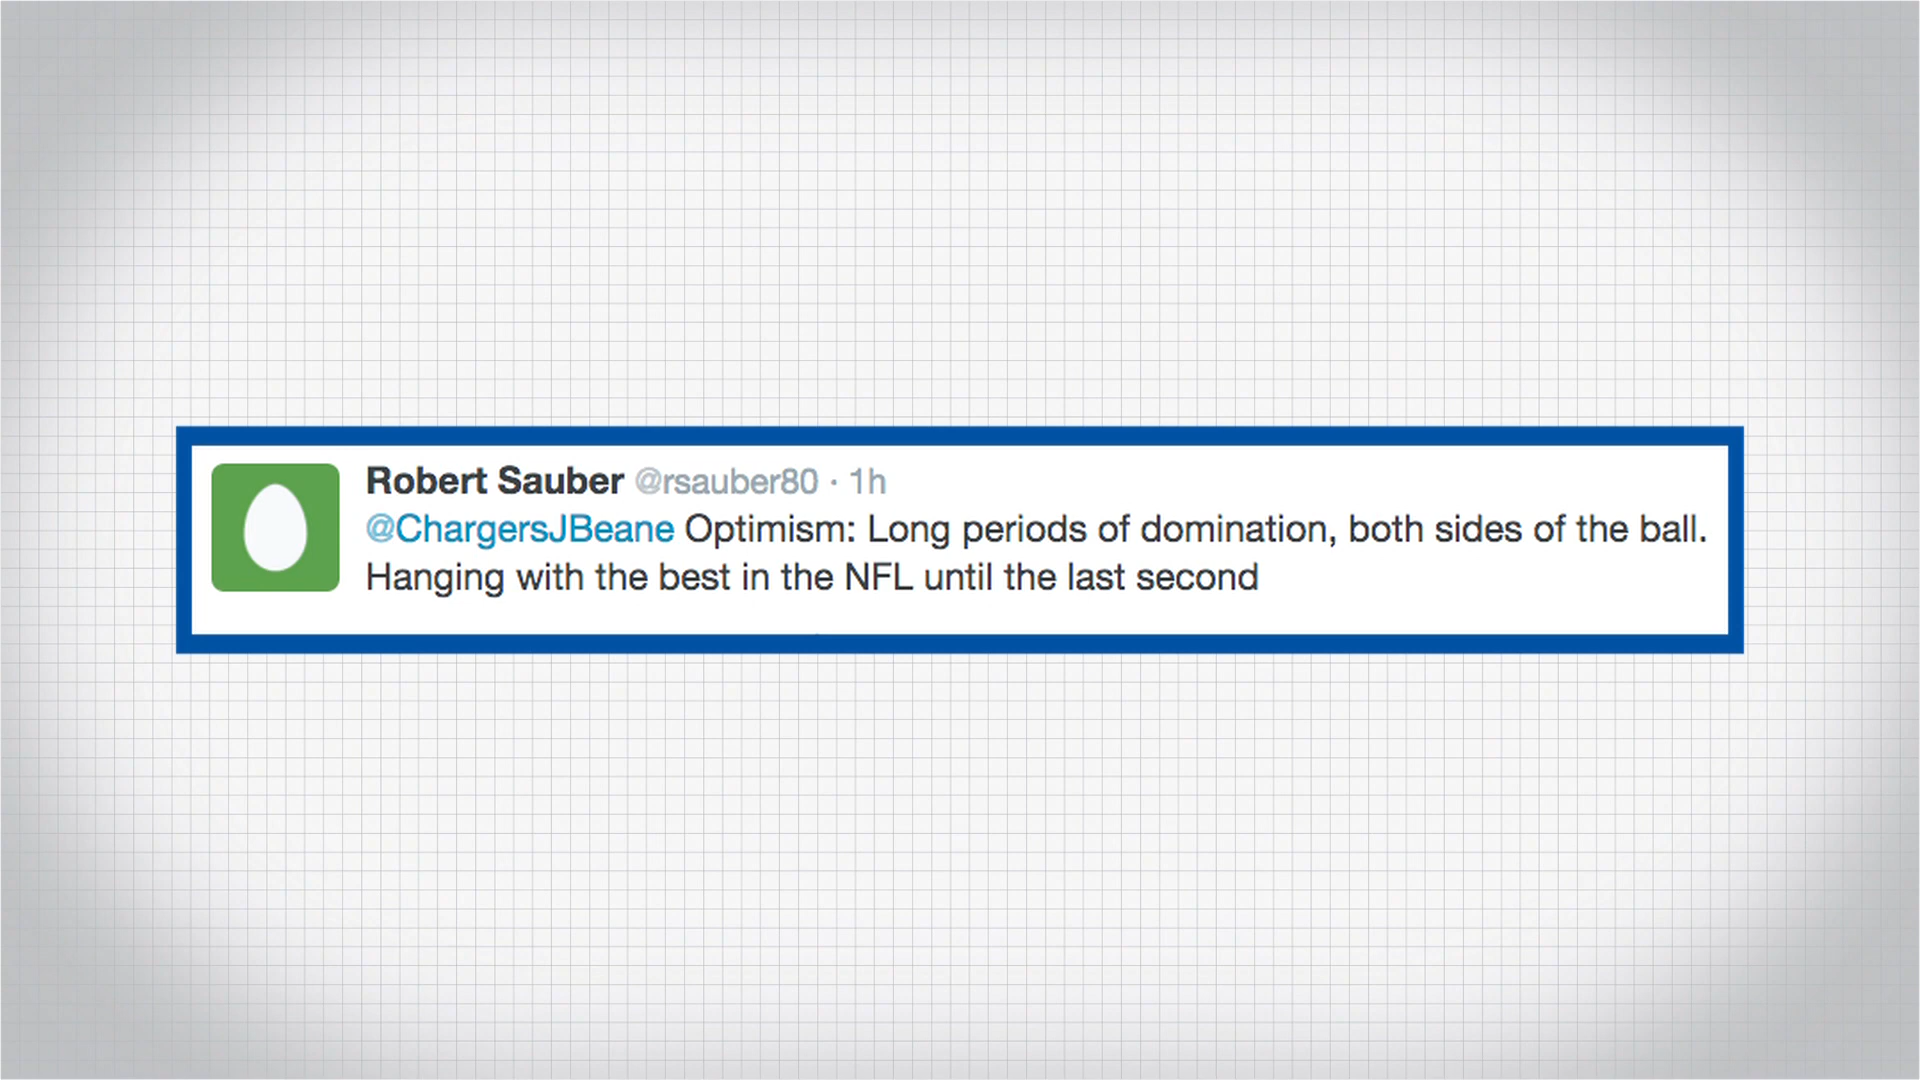 Robert Sauber @rsauber80 · 1h
@ChargersJBeane Optimism: Long periods of domination, both sides of the ball.
Hanging with the best in the NFL until the last second